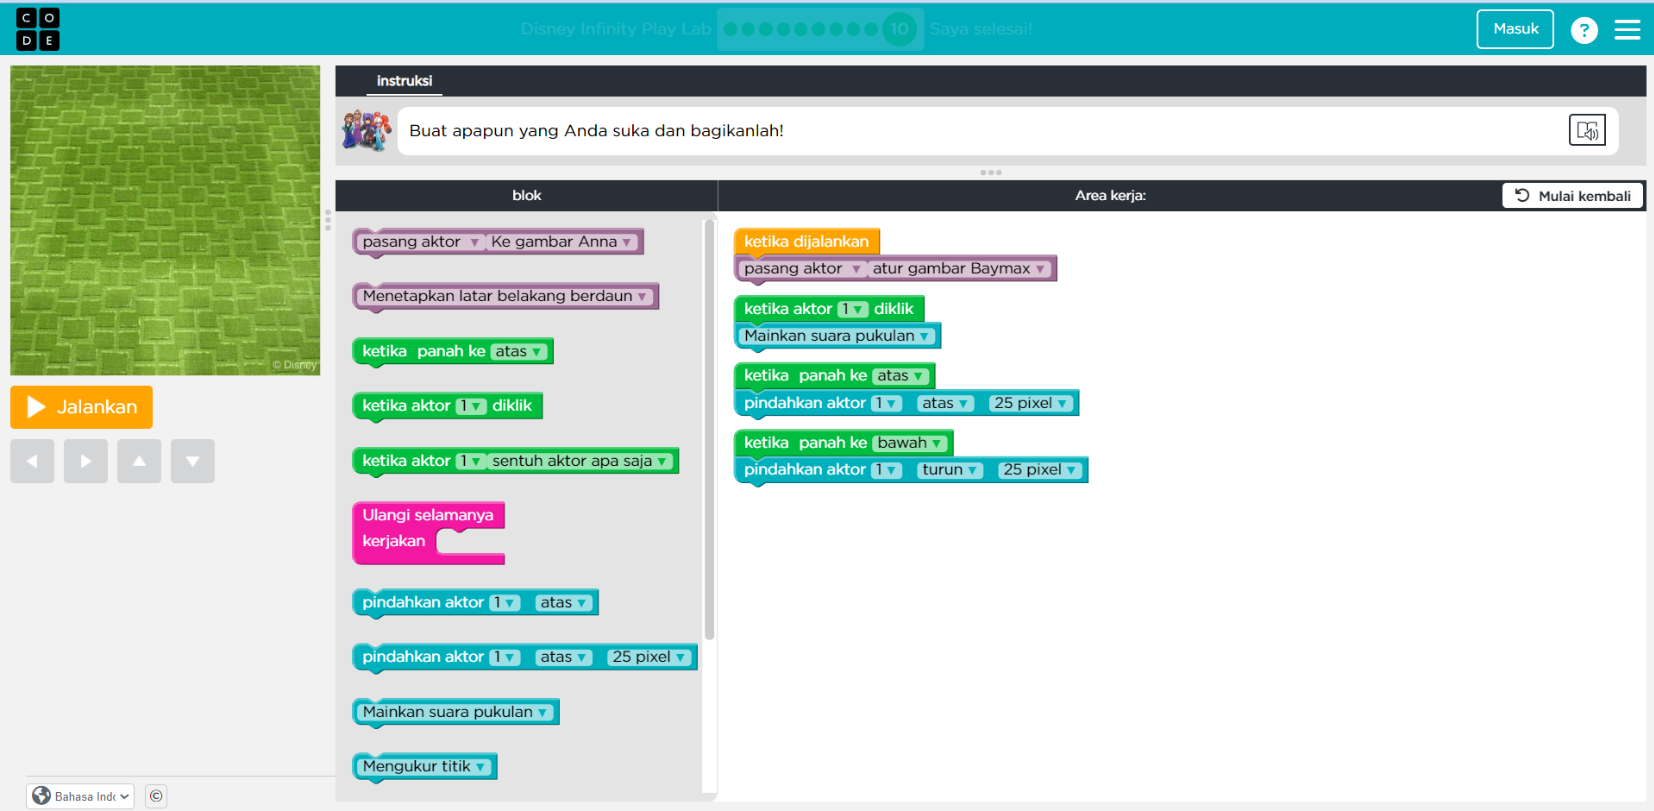 CODE
Disney Infinity Play Lab 10 Saya selesai!
Masuk
?
© Disney
Jalankan
Bahasa Indo
©
instruksi
Buat apapun yang Anda suka dan bagikanlah!
blok
Area kerja:
Mulai kembali
pasang aktor Ke gambar Anna
Menetapkan latar belakang berdaun
ketika panah ke atas
ketika aktor 1 diklik
ketika aktor 1 sentuh aktor apa saja
Ulangi selamanya
kerjakan
pindahkan aktor 1 atas
pindahkan aktor 1 atas 25 pixel
Mainkan suara pukulan
Mengukur titik
ketika dijalankan
pasang aktor atur gambar Baymax
ketika aktor 1 diklik
Mainkan suara pukulan
ketika panah ke atas
pindahkan aktor 1 atas 25 pixel
ketika panah ke bawah
pindahkan aktor 1 turun 25 pixel